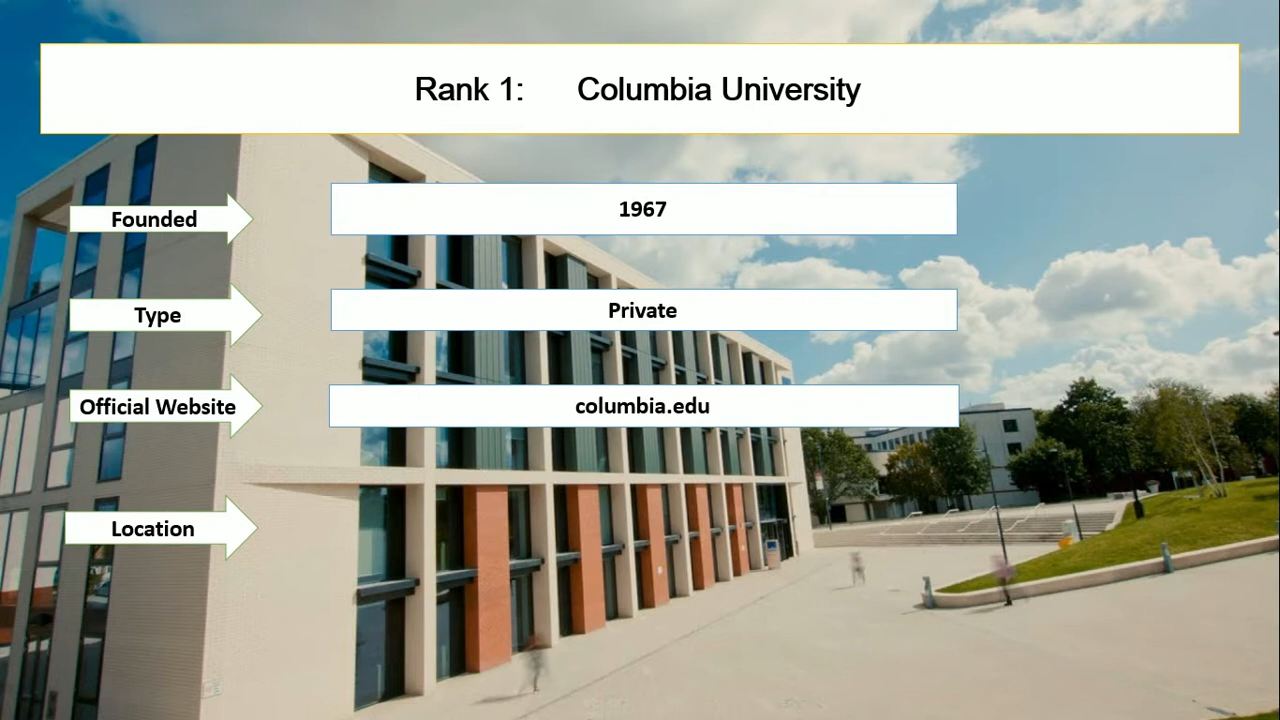 Rank 1: Columbia University
Founded
1967
Type
Private
Official Website
columbia.edu
Location